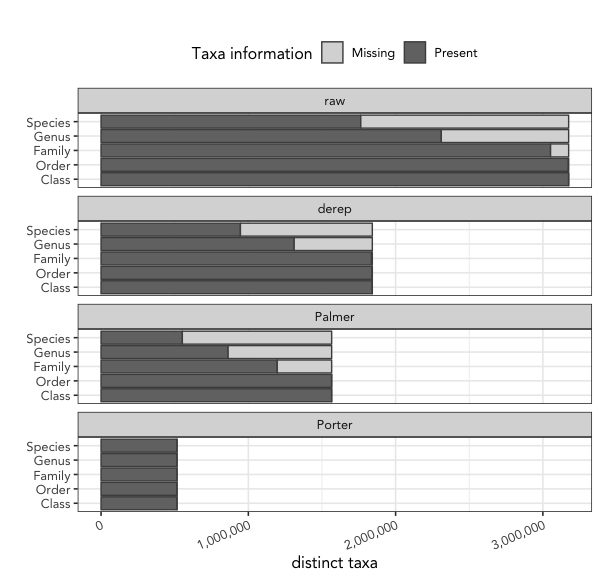 Taxa information Missing Present
raw
Species
Genus
Family
Order
Class
derep
Species
Genus
Family
Order
Class
Palmer
Species
Genus
Family
Order
Class
Porter
Species
Genus
Family
Order
Class
0 1,000,000 2,000,000 3,000,000
distinct taxa